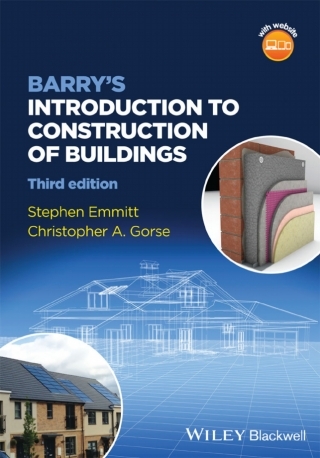 with website
BARRY'S
INTRODUCTION TO
CONSTRUCTION
OF BUILDINGS
Third edition
Stephen Emmitt
Christopher A. Gorse
WILEY Blackwell